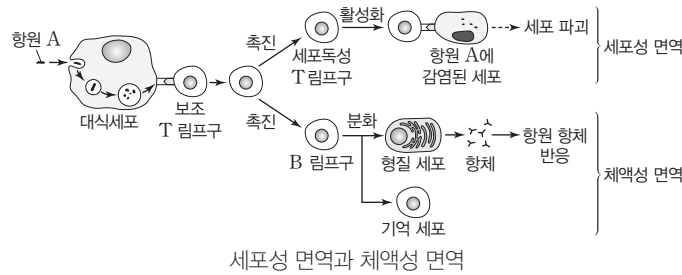 항원 A
대식세포
보조
T 림프구
촉진
촉진
세포독성
T 림프구
활성화
항원 A에
감염된 세포
세포 파괴
세포성 면역
B 림프구
분화
형질 세포
항체
항원 항체
반응
체액성 면역
기억 세포
세포성 면역과 체액성 면역